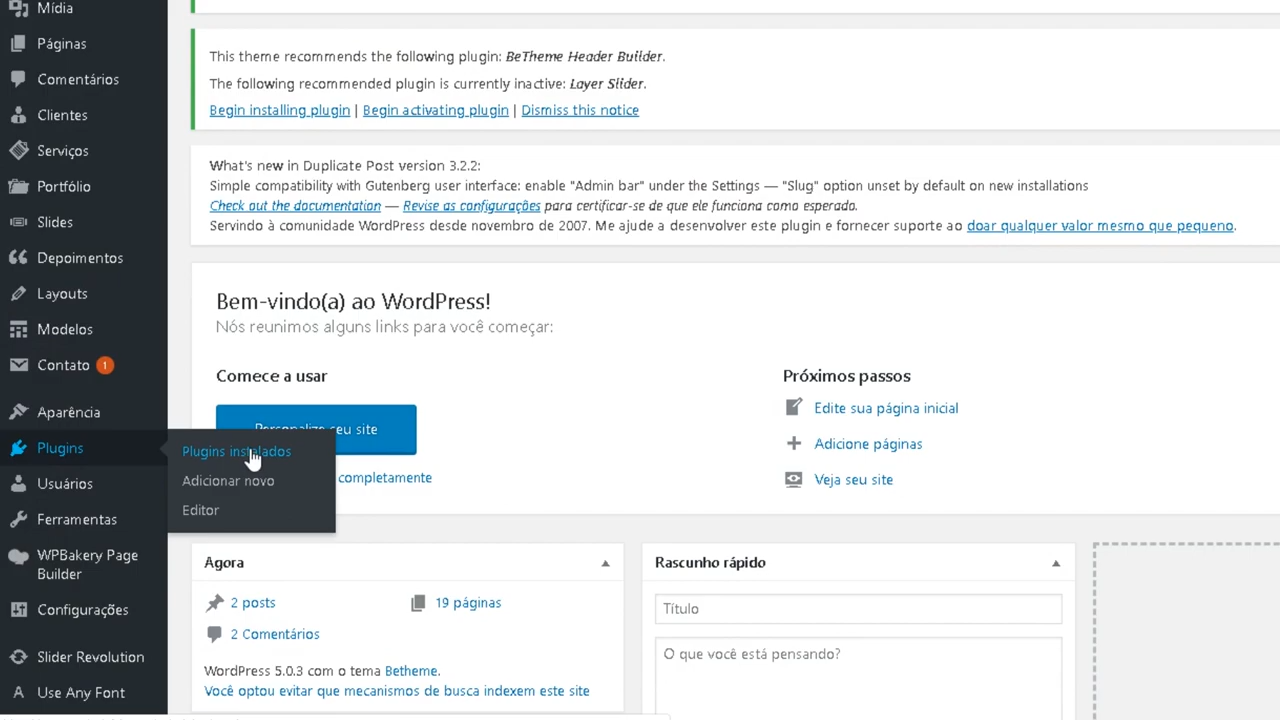 Mídia
Páginas
Comentários
Clientes
Serviços
Portfólio
Slides
Depoimentos
Layouts
Modelos
Contato 1
Aparência
Plugins
Usuários
Ferramentas
WPBakery Page
Builder
Configurações
Slider Revolution
Use Any Font
Plugins instalados
Adicionar novo
Editor
This theme recommends the following plugin: BeTheme Header Builder.
The following recommended plugin is currently inactive: Layer Slider.
Begin installing plugin | Begin activating plugin | Dismiss this notice
What's new in Duplicate Post version 3.2.2:
Simple compatibility with Gutenberg user interface: enable "Admin bar" under the Settings — "Slug" option unset by default on new installations
Check out the documentation — Revise as configurações para certificar-se de que ele funciona como esperado.
Servindo à comunidade WordPress desde novembro de 2007. Me ajude a desenvolver este plugin e fornecer suporte ao doar qualquer valor mesmo que pequeno.
Bem-vindo(a) ao WordPress!
Nós reunimos alguns links para você começar:
Comece a usar
Personalize seu site
completamente
Próximos passos
Edite sua página inicial
Adicione páginas
Veja seu site
Agora
2 posts
19 páginas
2 Comentários
WordPress 5.0.3 com o tema Betheme.
Você optou evitar que mecanismos de busca indexem este site
Rascunho rápido
Título
O que você está pensando?